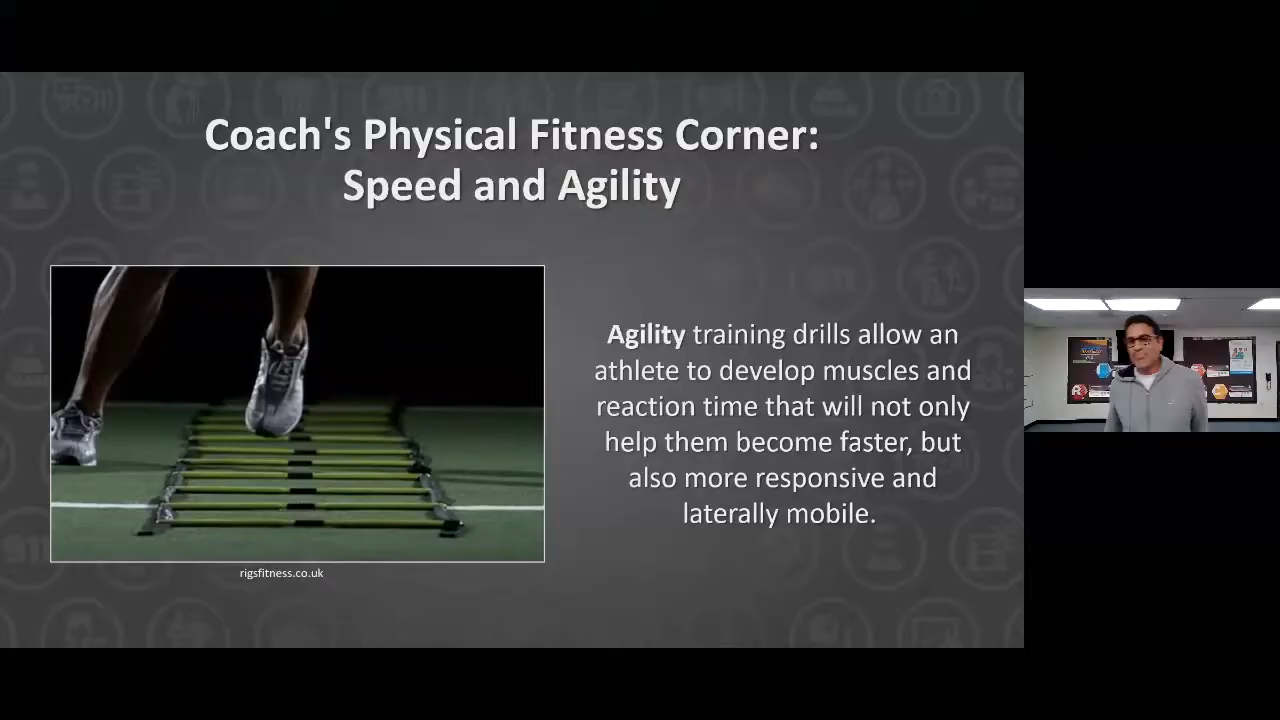 Coach's Physical Fitness Corner:
Speed and Agility
Agility training drills allow an
athlete to develop muscles and
reaction time that will not only
help them become faster, but
also more responsive and
laterally mobile.
rigsfitness.co.uk